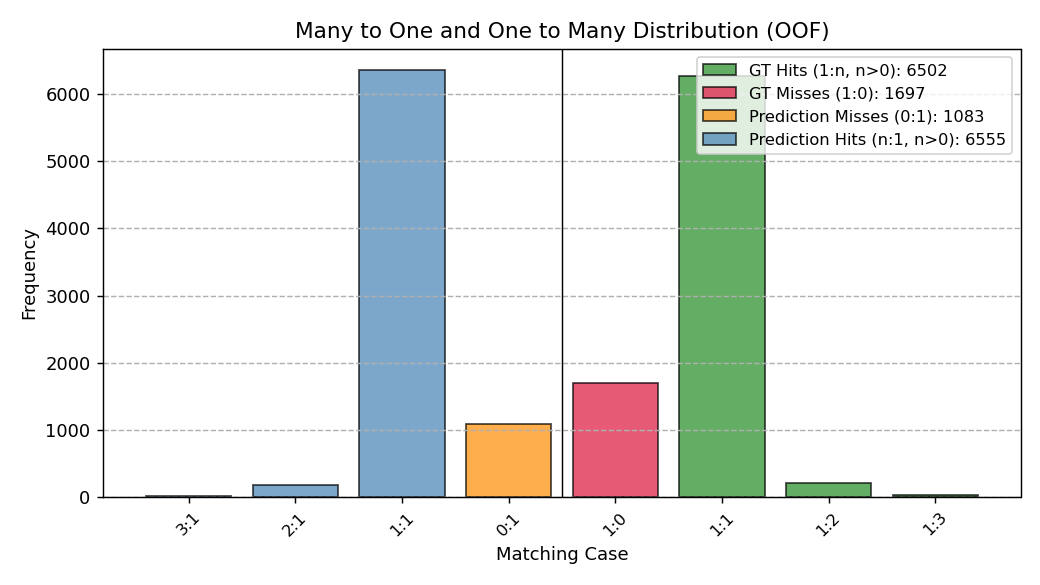 Many to One and One to Many Distribution (OOF)
GT Hits (1:n, n>0): 6502
GT Misses (1:0): 1697
Prediction Misses (0:1): 1083
Prediction Hits (n:1, n>0): 6555
Frequency
6000
5000
4000
3000
2000
1000
0
3:1
2:1
1:1
0:1
1:0
1:1
1:2
1:3
Matching Case